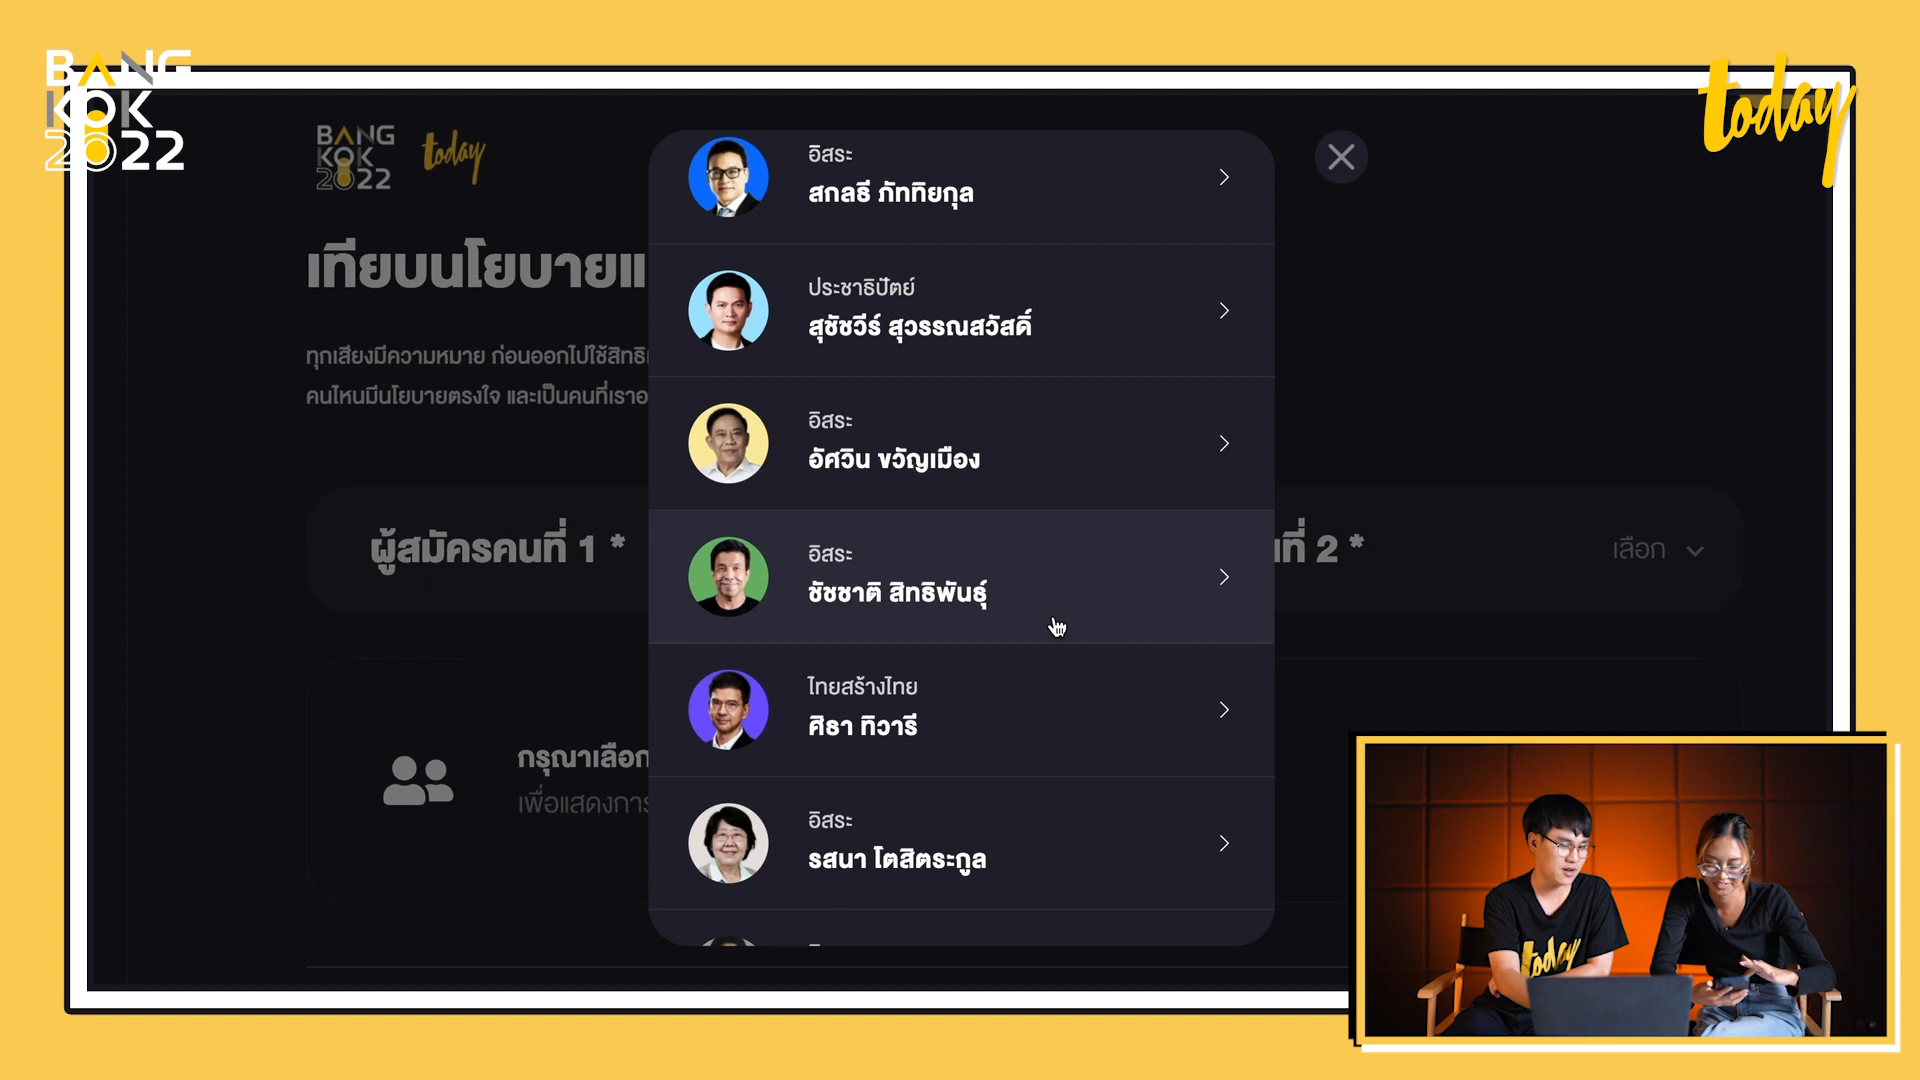 BANG
KOK
2022
today
BANG
KOK
2022
today
เทียบนโยบายแ
ทุกเสียงมีความหมาย ก่อนออกไปใช้สิทธิเ
คนไหนมีนโยบายตรงใจ และเป็นคนที่เราอ
ผู้สมัครคนที่ 1 *
นที่ 2 *
เลือก
กรุณาเลือก
เพื่อแสดงการ
อิสระ
สกลธี ภัททิยกุล
ประชาธิปัตย์
สุชัชวีร์ สุวรรณสวัสดิ์
อิสระ
อัศวิน ขวัญเมือง
อิสระ
ชัชชาติ สิทธิพันธุ์
ไทยสร้างไทย
ศิธา ทิวารี
อิสระ
รสนา โตสิตระกูล
today